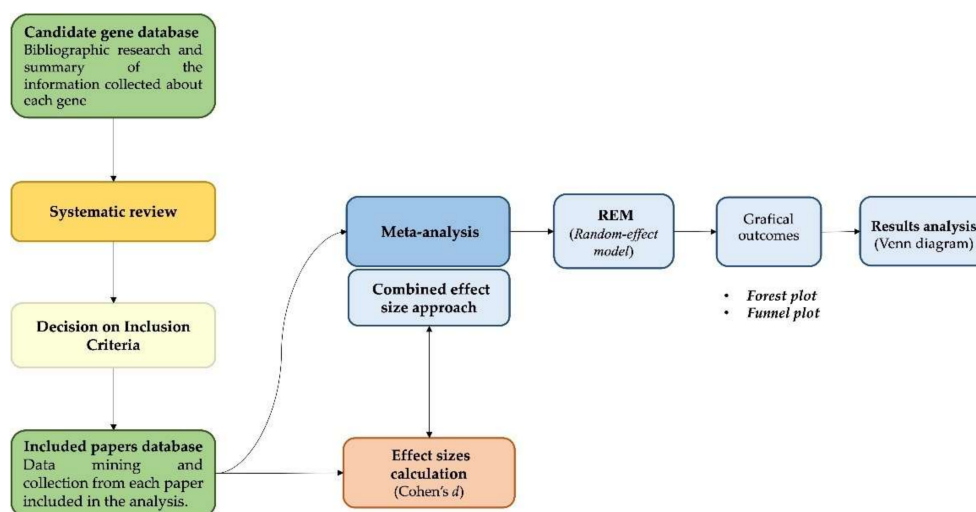 Candidate gene database
Bibliographic research and
summary of the
information collected about
each gene
Systematic review
Decision on Inclusion
Criteria
Included papers database
Data mining and
collection from each paper
included in the analysis.
Meta-analysis
Combined effect
size approach
Effect sizes
calculation
(Cohen's d)
REM
(Random-effect
model)
Grafical
outcomes
• Forest plot
• Funnel plot
Results analysis
(Venn diagram)